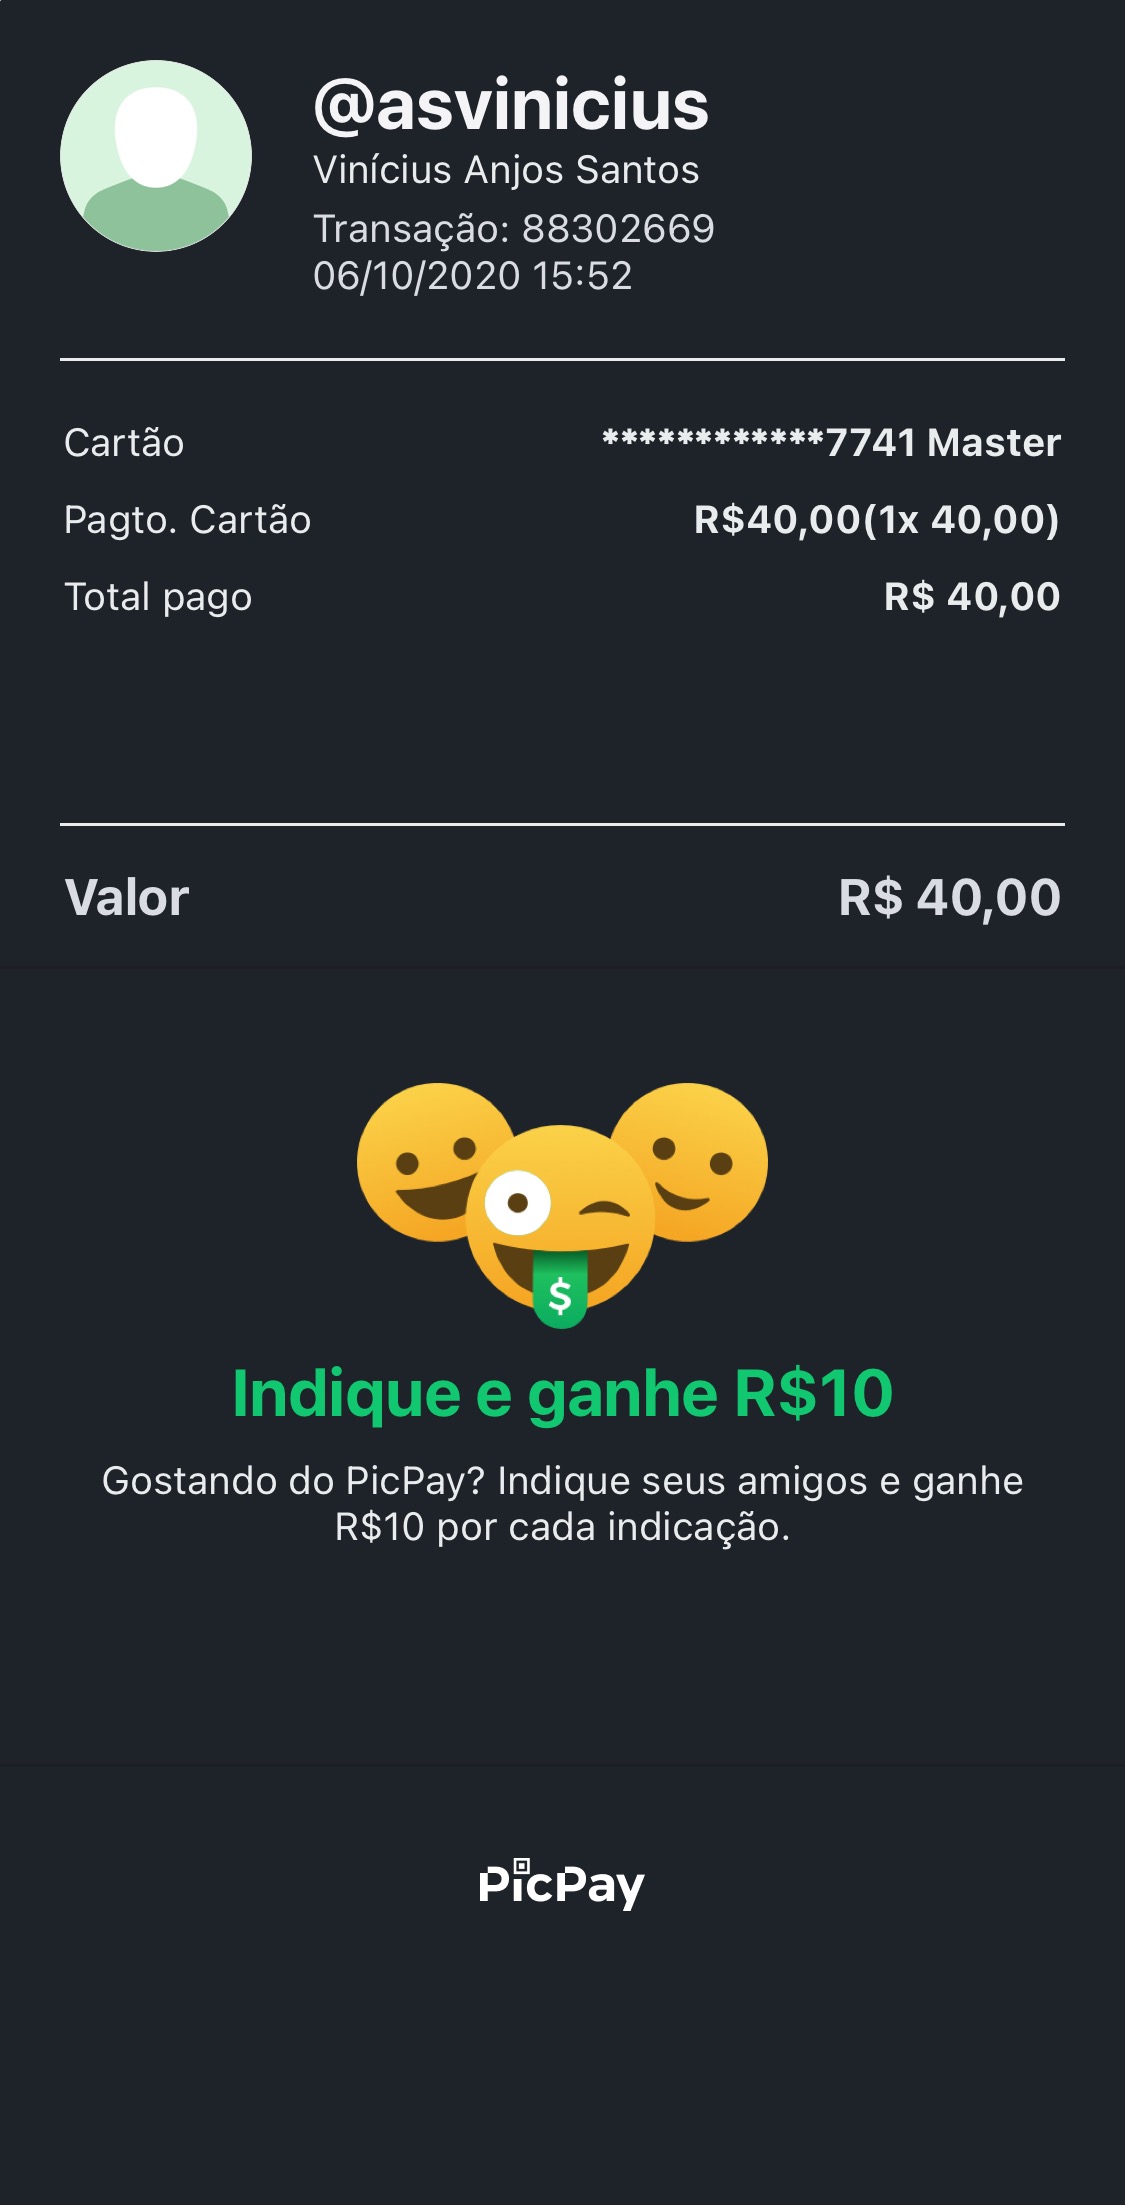 @asvinicius
Vinícius Anjos Santos
Transação: 88302669
06/10/2020 15:52
Cartão ************7741 Master
Pagto. Cartão R$40,00(1x 40,00)
Total pago R$ 40,00
Valor R$ 40,00
$
Indique e ganhe R$10
Gostando do PicPay? Indique seus amigos e ganhe
R$10 por cada indicação.
PicPay